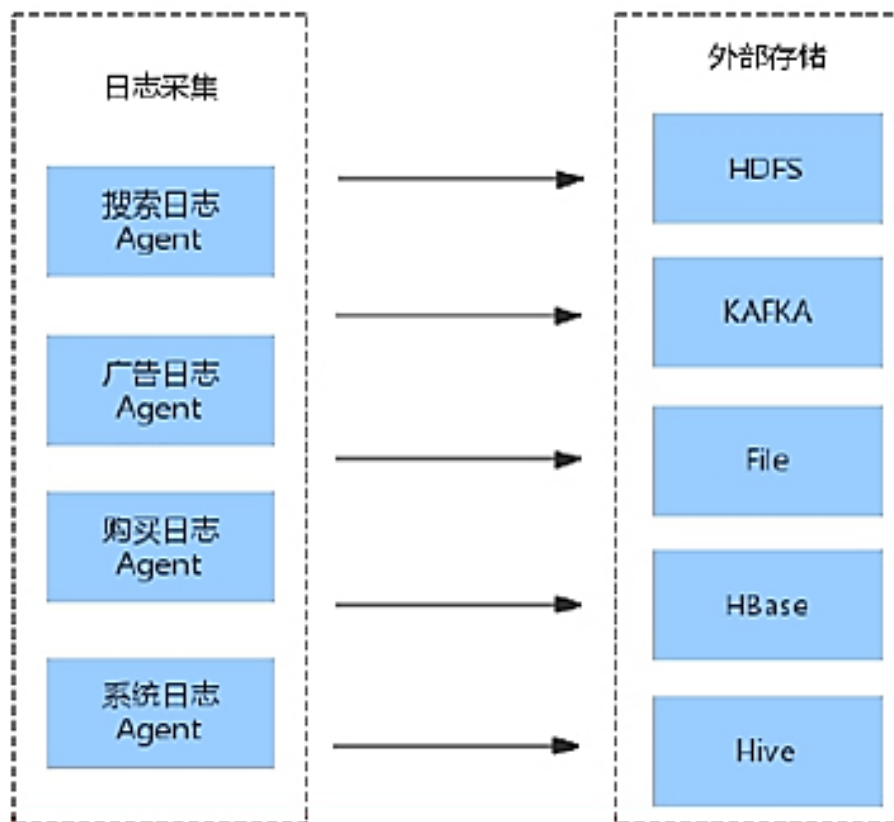 日志采集
搜索日志
Agent
广告日志
Agent
购买日志
Agent
系统日志
Agent
外部存储
HDFS
KAFKA
File
HBase
Hive